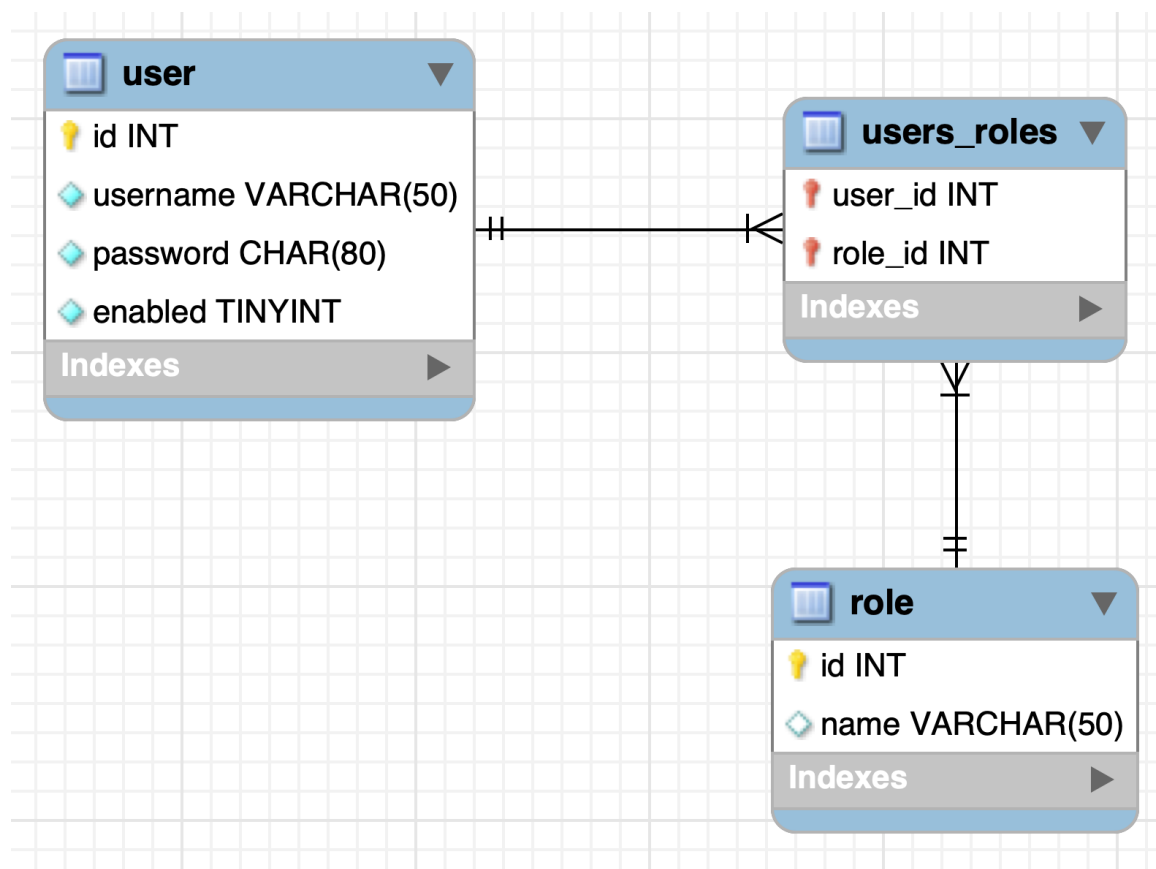 user
id INT
username VARCHAR(50)
password CHAR(80)
enabled TINYINT
Indexes
users_roles
user_id INT
role_id INT
Indexes
role
id INT
name VARCHAR(50)
Indexes